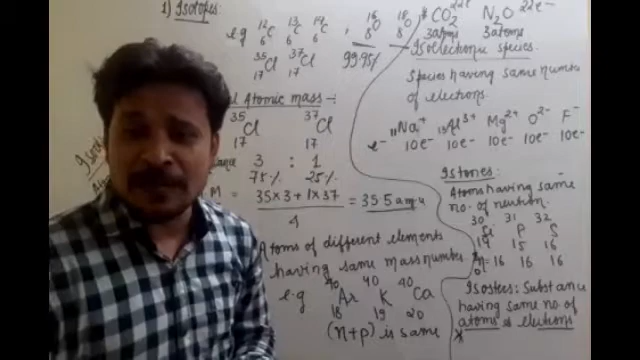 1) Isotopes:
e.g 12 6 C 13 6 C 14 6 C , 16 8 O 18 8 O
35 17 Cl 37 17 Cl 99.95%
Atomic mass :-
35 17 Cl 37 17 Cl
3 : 1
75% 25%
M = 35×3+1×37 / 4 = 35.5 amu
Atoms of different elements
having same mass number
e.g 40 18 Ar 40 19 K 40 20 Ca
(n+p) is same
* CO2 22e- N2O 22e-
3 atoms 3 atoms
Isoelectronic species.
Species having same number
of electrons.
11Na+ 13Al3+ Mg2+ O2- F-
e- 10e- 10e- 10e- 10e- 10e-
Istones:
Atoms having same
no. of neutron.
30 31 32
Si P S
14 15 16
n= 16 16 16
Isosters: Substance
having same no. of
atoms & electrons